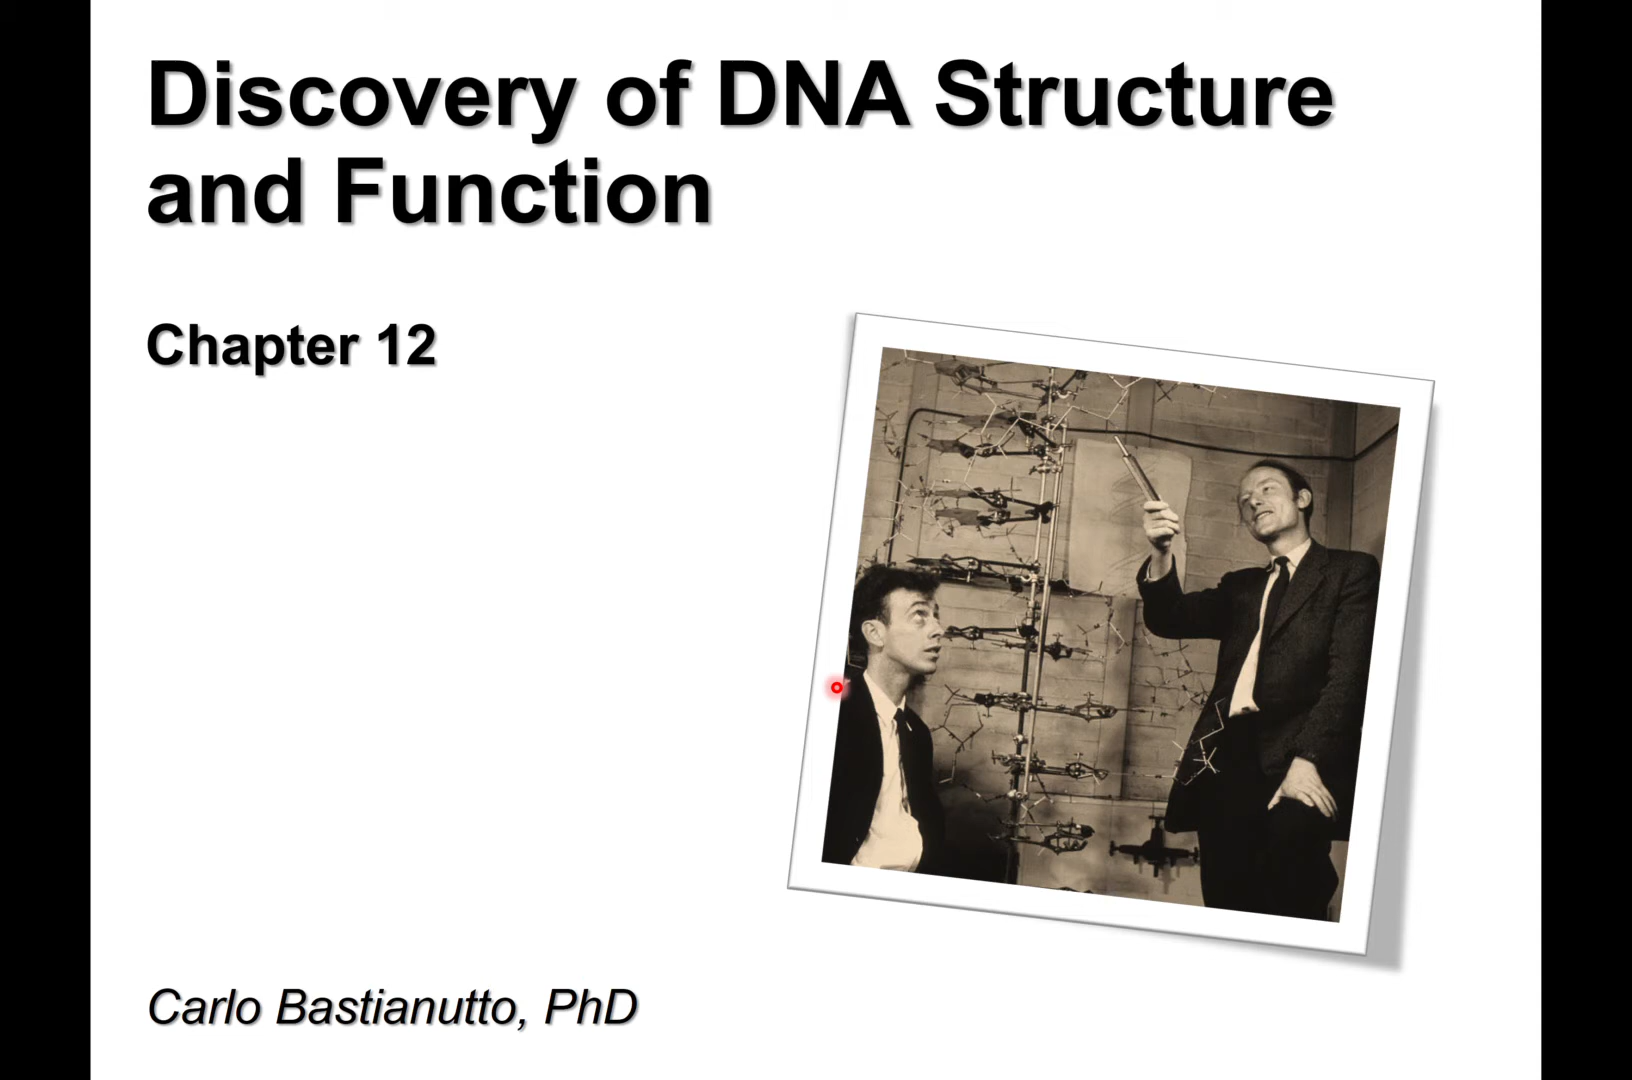 Discovery of DNA Structure
and Function
Chapter 12
Carlo Bastianutto, PhD